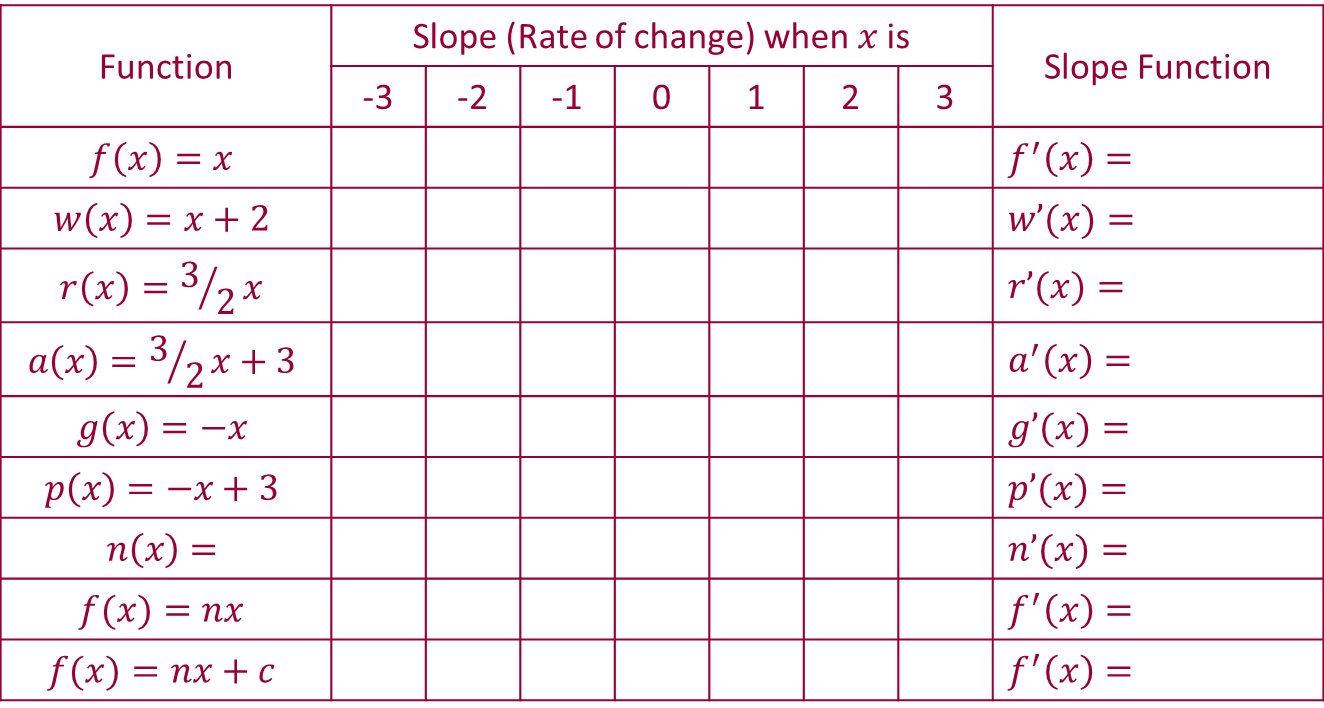 Function
Slope (Rate of change) when x is
Slope Function
-3 -2 -1 0 1 2 3
f(x) = x f′(x) =
w(x) = x + 2 w’(x) =
r(x) = 3/2 x r’(x) =
a(x) = 3/2 x + 3 a′(x) =
g(x) = −x g’(x) =
p(x) = −x + 3 p’(x) =
n(x) = n’(x) =
f(x) = nx f′(x) =
f(x) = nx + c f′(x) =